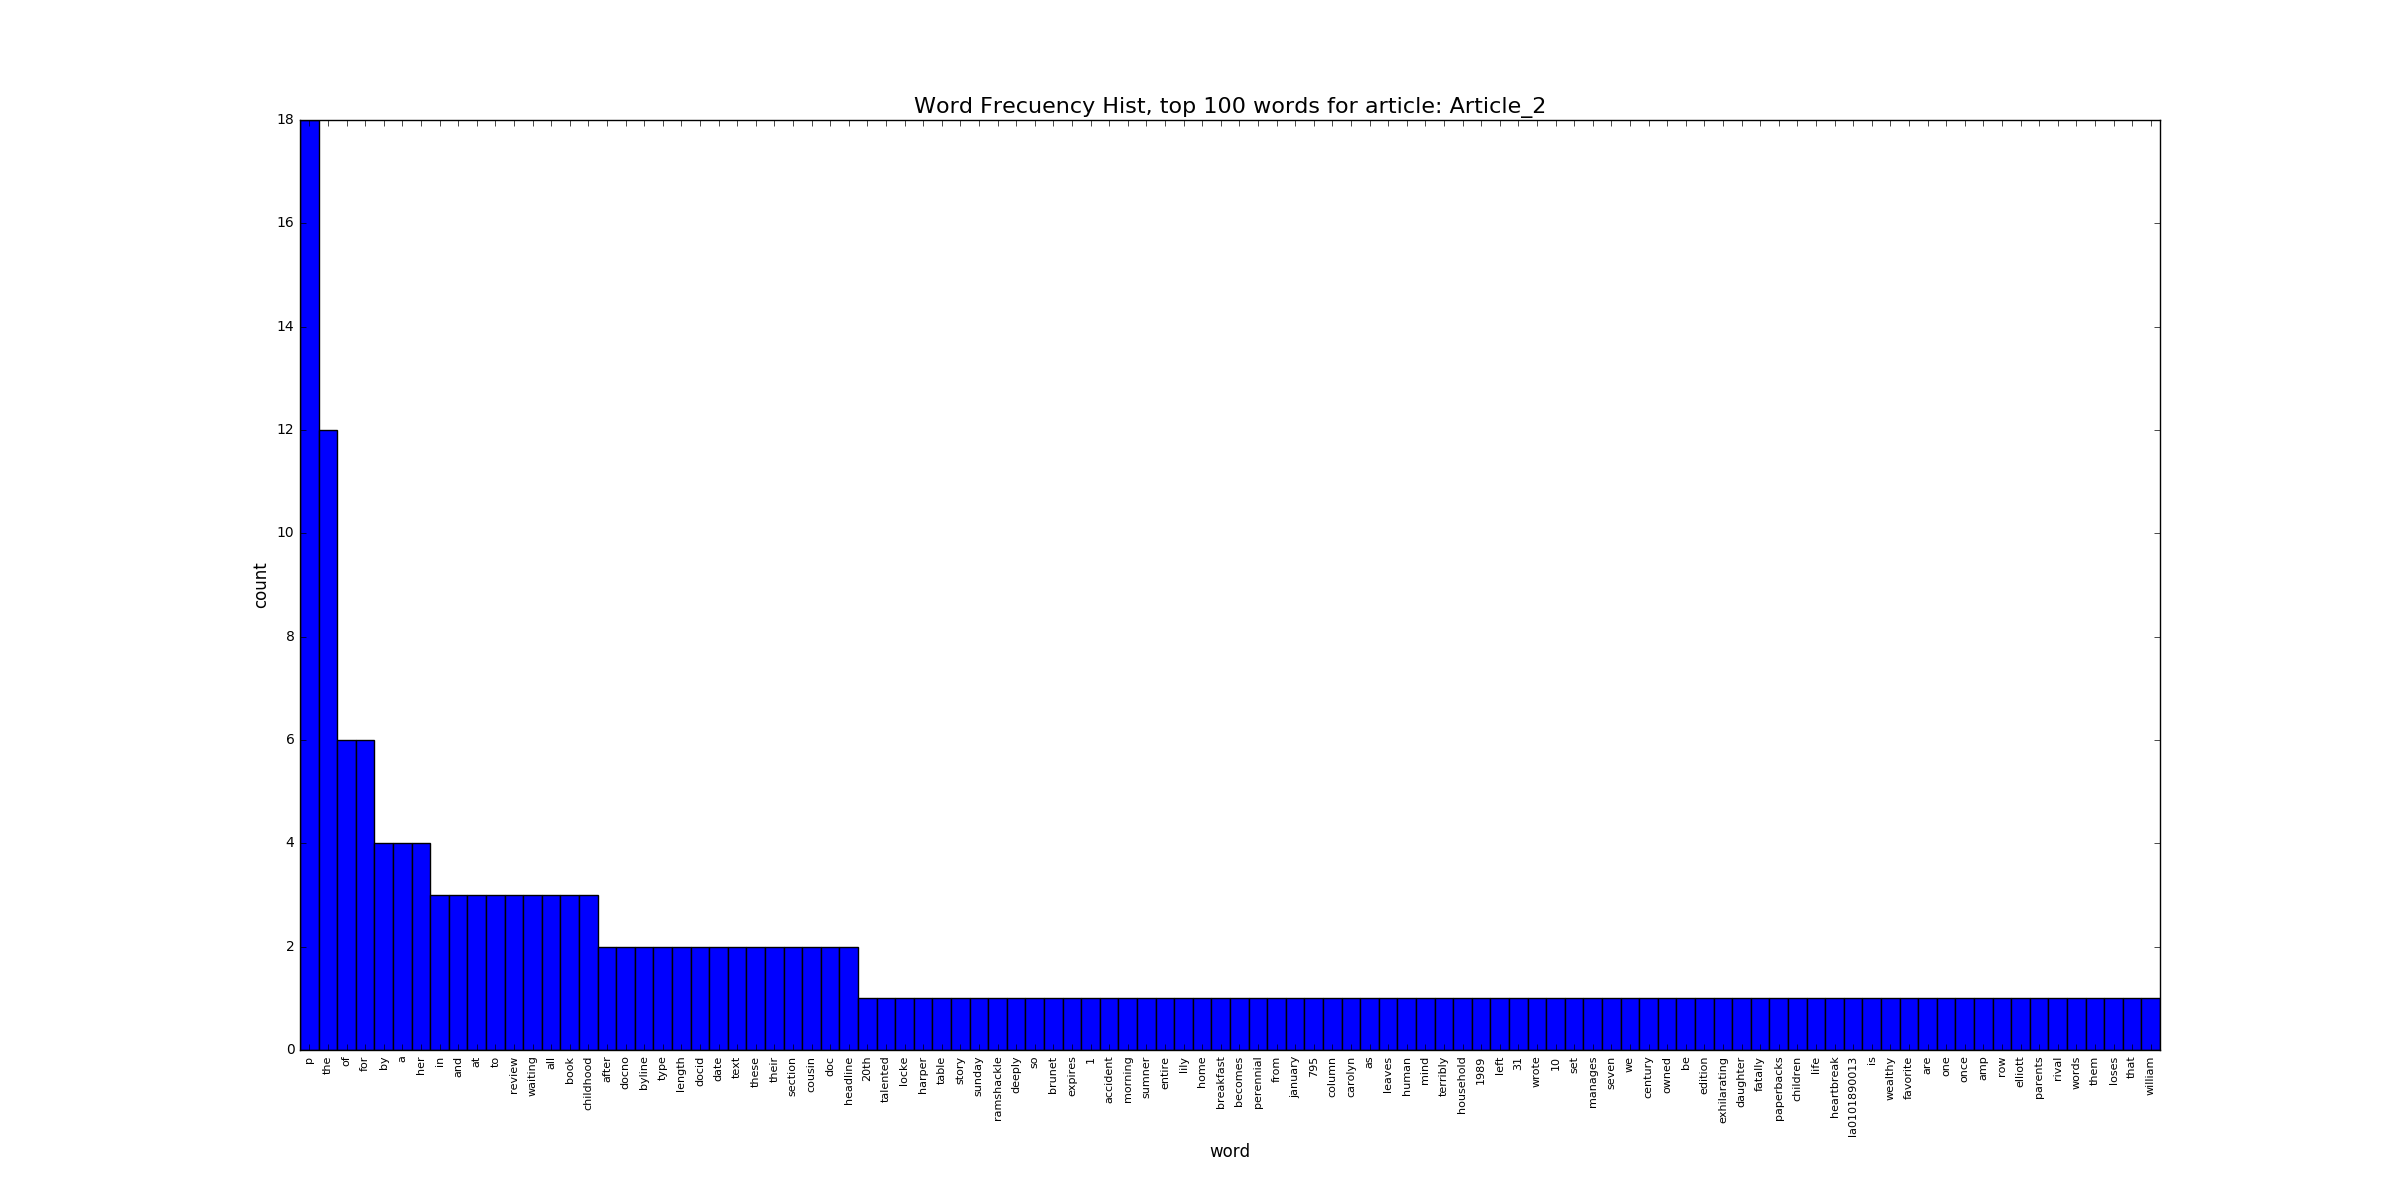 Word Frecuency Hist, top 100 words for article: Article_2
18
16
14
12
10
8
6
4
2
0
count
p the of for by a her in and at to review waiting all book childhood after docno byline type length docid date text these their section cousin doc headline 20th talented locke harper table story sunday ramshackle deeply so brunet expires 1 accident morning sumner entire lily home breakfast becomes perennial from january 795 column carolyn as leaves human mind terribly household 1989 left 31 wrote 10 set manages seven we century owned be edition exhilarating daughter fatally paperbacks children life heartbreak la0101890013 is wealthy favorite are one once amp row elliott parents rival words them loses that william
word